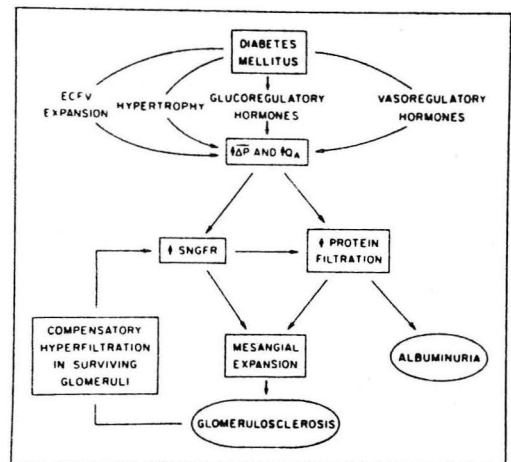 DIABETES
MELLITUS
ECFV
EXPANSION
HYPERTROPHY
GLUCOREGULATORY
HORMONES
VASOREGULATORY
HORMONES
↑ΔP̅ AND ↑QA
↑ SNGFR
↑ PROTEIN
FILTRATION
COMPENSATORY
HYPERFILTRATION
IN SURVIVING
GLOMERULI
MESANGIAL
EXPANSION
ALBUMINURIA
GLOMERULOSCLEROSIS